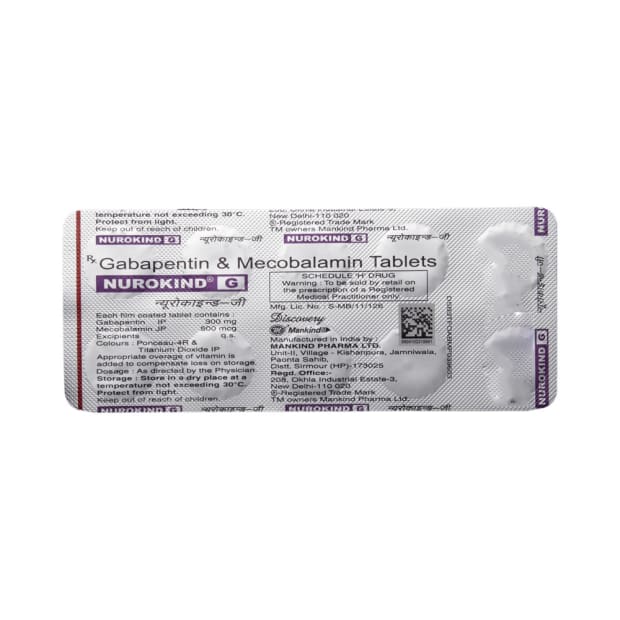 temperature not exceeding 30°C.
Protect from light.
Keep out of reach of children.
New Delhi-110 020
®-Registered Trade Mark
TM owners Mankind Pharma Ltd.
NUROKIND G न्यूरोकाइन्ड-जी NUROKIND G न्यूरोकाइन्ड-जी
NUR
Rx Gabapentin & Mecobalamin Tablets
NUROKIND® G
न्यूरोकाइन्ड-जी
SCHEDULE 'H' DRUG
Warning : To be sold by retail on
the prescription of a Registered
Medical Practitioner only.
Each film coated tablet contains :
Gabapentin IP 300 mg
Mecobalamin JP 500 mcg
Excipients q.s.
Colours : Ponceau-4R &
Titanium Dioxide IP
Appropriate overage of vitamin is
added to compensate loss on storage.
Dosage : As directed by the Physician.
Storage : Store in a dry place at a
temperature not exceeding 30°C.
Protect from light.
Keep out of reach of children.
Mfg. Lic. No. : S-MB/11/126
Discovery
Mankind
Manufactured in India by :
MANKIND PHARMA LTD.
Unit-II, Village - Kishanpura, Jamniwala,
Paonta Sahib,
Distt. Sirmour (HP)-173025
Regd. Office:-
208, Okhla Industrial Estate-3,
New Delhi-110 020
®-Registered Trade Mark
TM owners Mankind Pharma Ltd.
NUROKIND G न्यूरोकाइन्ड-जी NUROKIND G न्यूरोकाइन्ड-जी
NUROKIND G